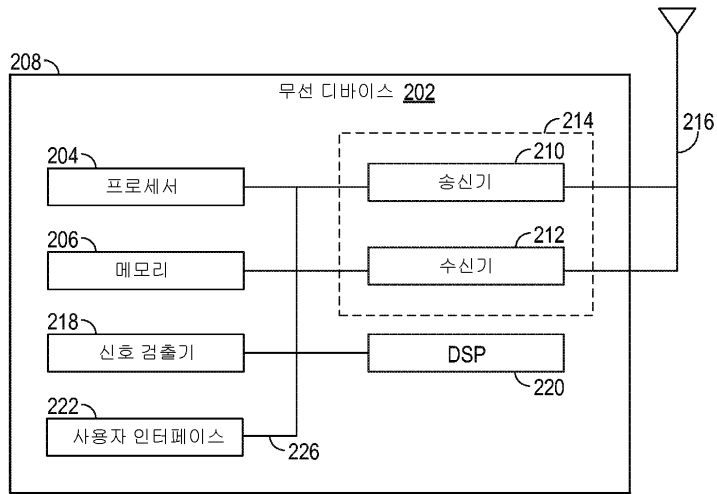 208
무선 디바이스 202
214
216
204
프로세서
210
송신기
206
메모리
212
수신기
218
신호 검출기
DSP
220
222
사용자 인터페이스
226